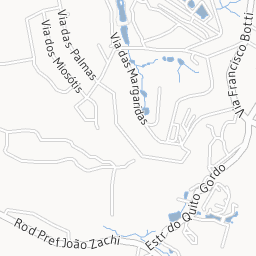 Via das Palmas
Via dos Miosótis
Via das Margaridas
Via Francisco Botti
Estr. do Quito Gordo
Rod Pref. João Zachi